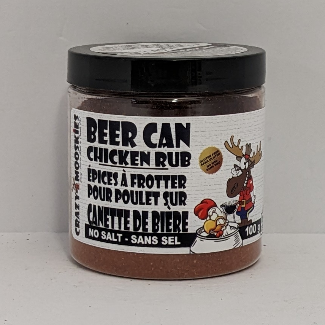 CRAZY MOOSKIES
BEER CAN
CHICKEN RUB
ÉPICES À FROTTER
POUR POULET SUR
CANETTE DE BIÈRE
NO SALT - SANS SEL
100 g